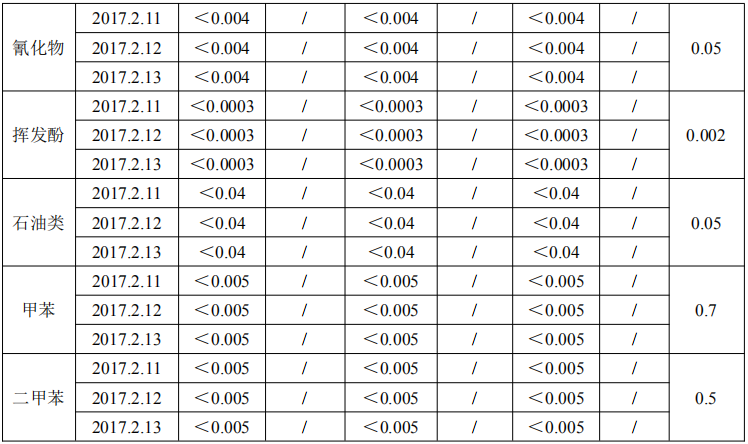 氰化物 2017.2.11 ＜0.004 / ＜0.004 / ＜0.004 / 0.05
2017.2.12 ＜0.004 / ＜0.004 / ＜0.004 /
2017.2.13 ＜0.004 / ＜0.004 / ＜0.004 /
挥发酚 2017.2.11 ＜0.0003 / ＜0.0003 / ＜0.0003 / 0.002
2017.2.12 ＜0.0003 / ＜0.0003 / ＜0.0003 /
2017.2.13 ＜0.0003 / ＜0.0003 / ＜0.0003 /
石油类 2017.2.11 ＜0.04 / ＜0.04 / ＜0.04 / 0.05
2017.2.12 ＜0.04 / ＜0.04 / ＜0.04 /
2017.2.13 ＜0.04 / ＜0.04 / ＜0.04 /
甲苯 2017.2.11 ＜0.005 / ＜0.005 / ＜0.005 / 0.7
2017.2.12 ＜0.005 / ＜0.005 / ＜0.005 /
2017.2.13 ＜0.005 / ＜0.005 / ＜0.005 /
二甲苯 2017.2.11 ＜0.005 / ＜0.005 / ＜0.005 / 0.5
2017.2.12 ＜0.005 / ＜0.005 / ＜0.005 /
2017.2.13 ＜0.005 / ＜0.005 / ＜0.005 /